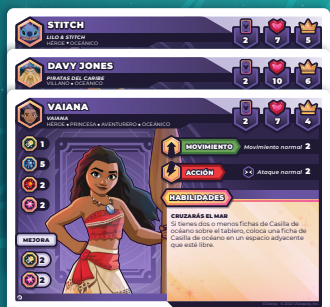 STITCH
LILO & STITCH
HÉROE • OCEÁNICO
2 7 5
DAVY JONES
PIRATAS DEL CARIBE
VILLANO • OCEÁNICO
2 10 6
VAIANA
VAIANA
HÉROE • PRINCESA • AVENTURERO • OCEÁNICO
2 7 4
1
5
2
2
MEJORA
2
2
MOVIMIENTO Movimiento normal 2
ACCIÓN Ataque normal 2
HABILIDADES
CRUZARÁS EL MAR
Si tienes dos o menos fichas de Casilla de
océano sobre el tablero, coloca una ficha de
Casilla de océano en un espacio adyacente
que esté libre.